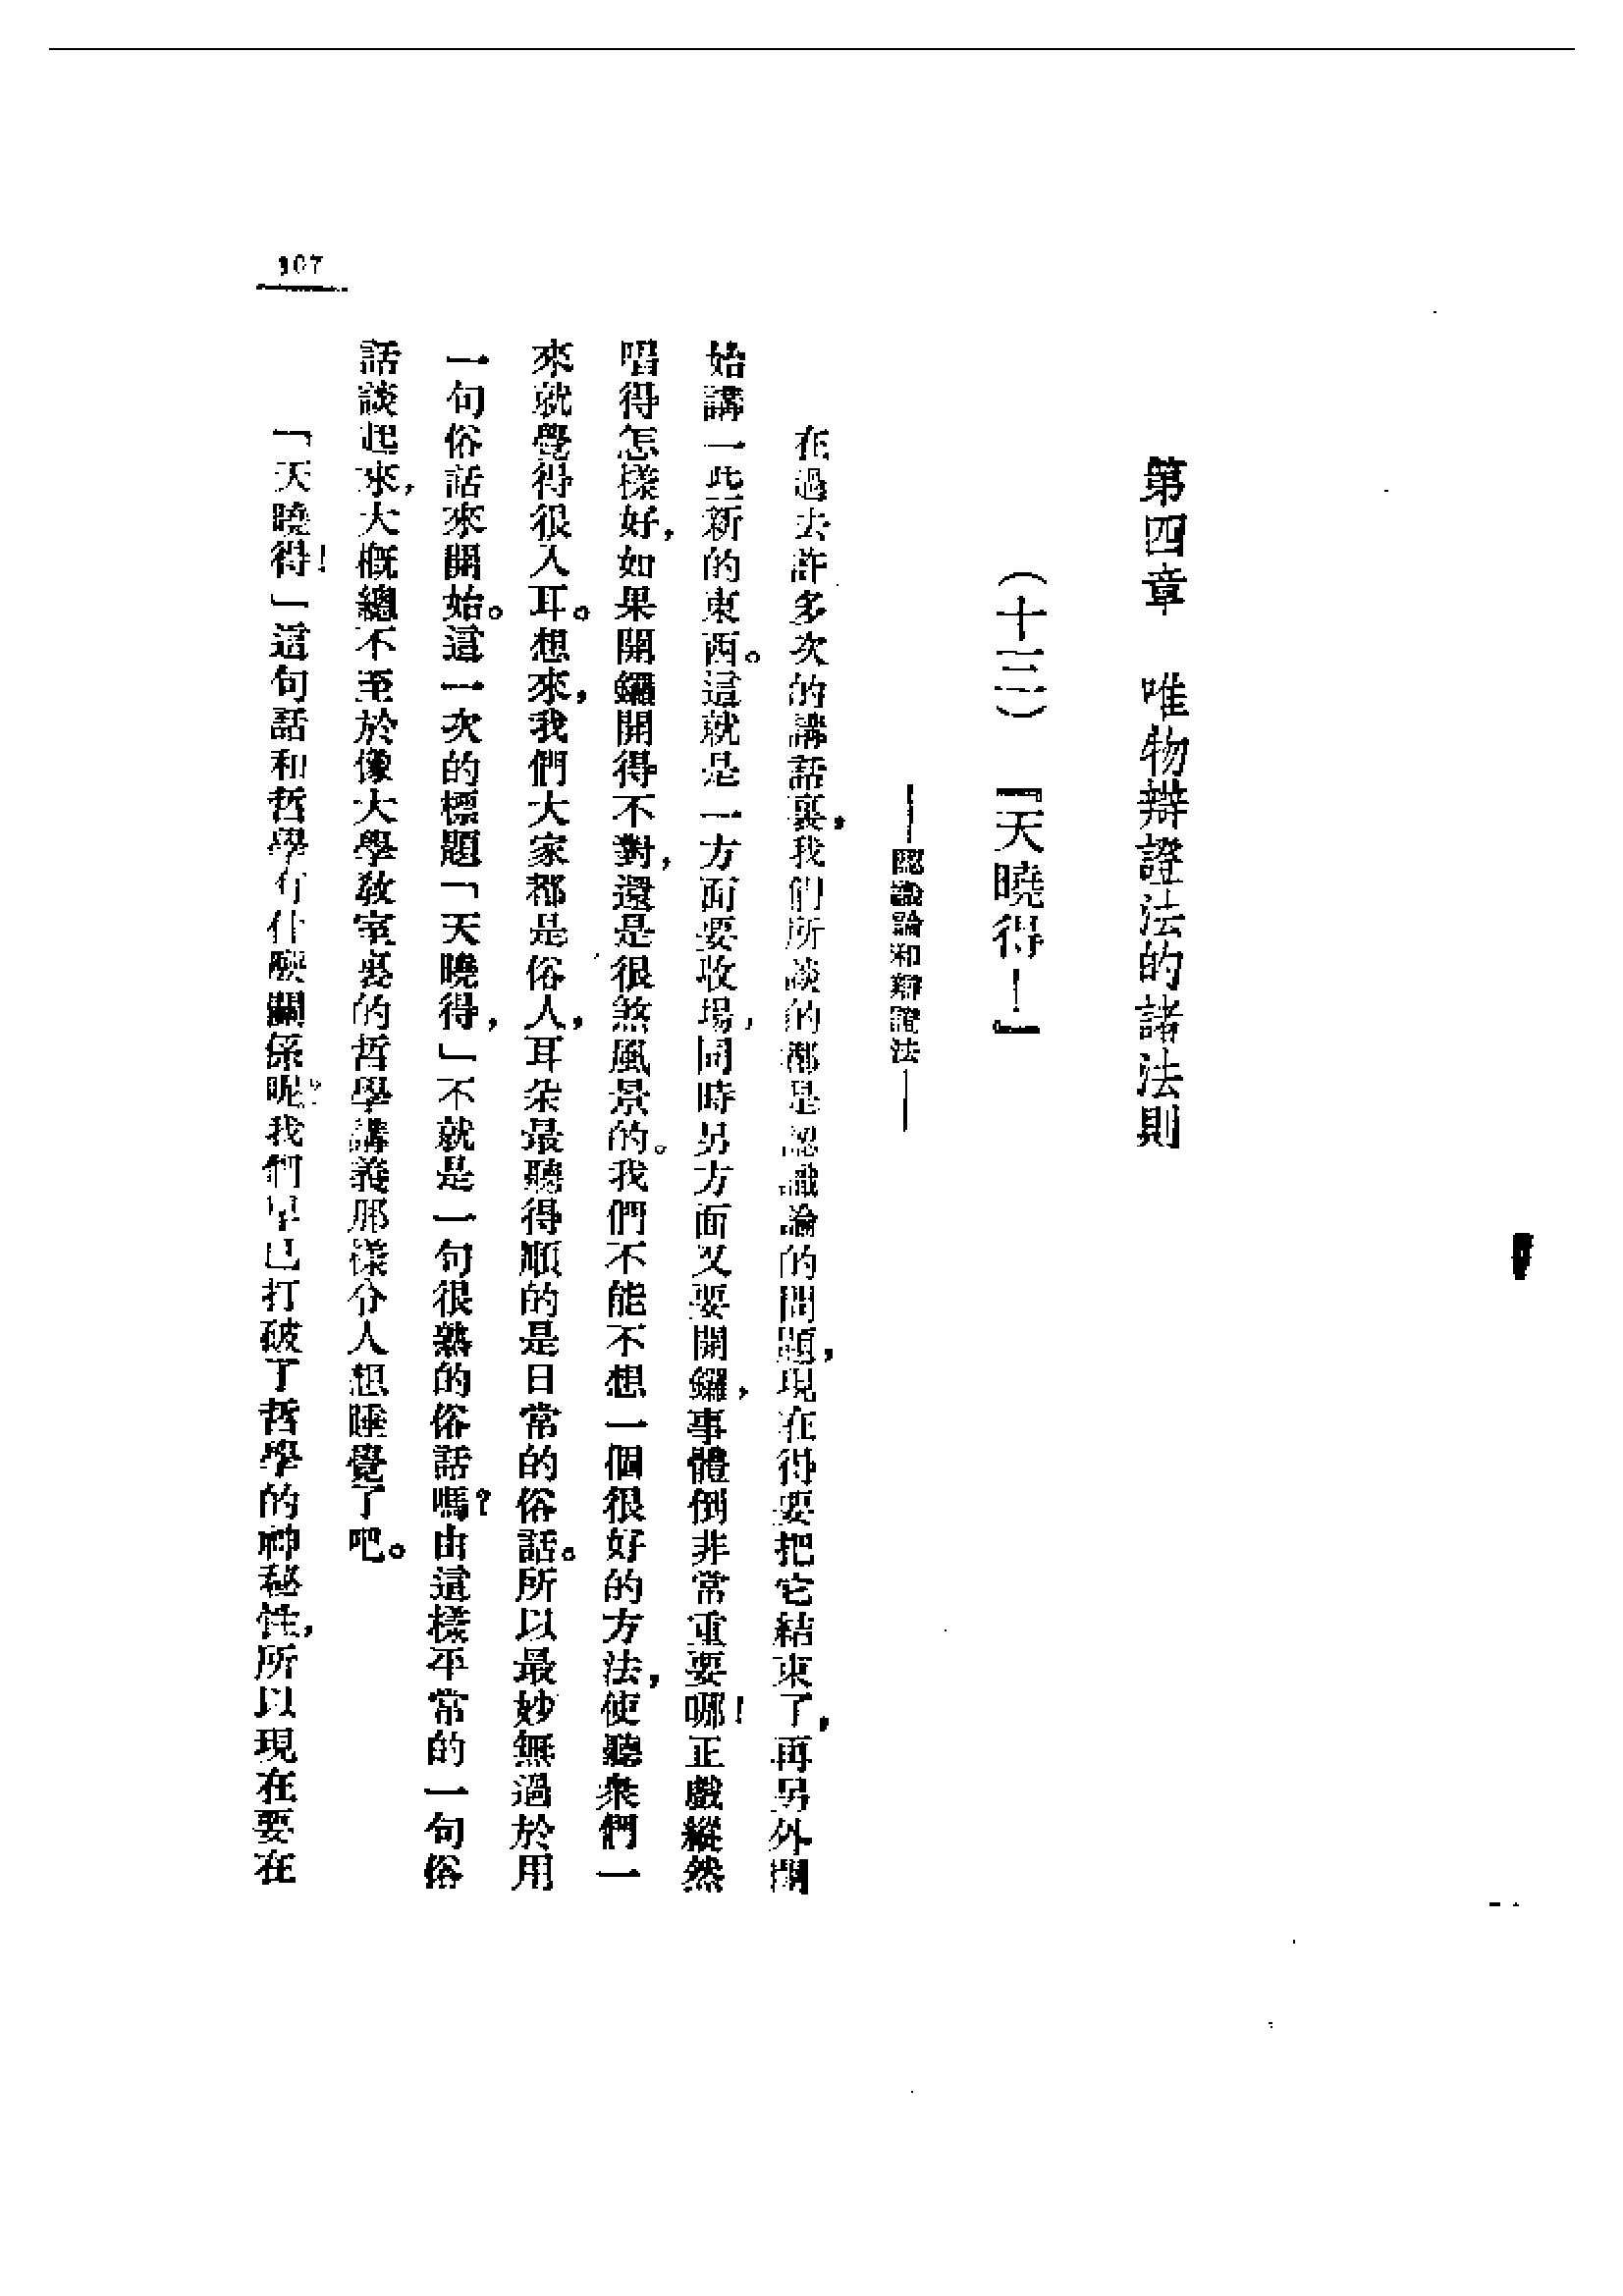 第四章　唯物辯證法的諸法則
（十三）　『天曉得！』
——認識論和辯證法——
在過去許多次的講話裏，我們所談的都是認識論的問題，現在得要把它結束了，再另外開
始講一些新的東西。這就是一方面要收場，同時另方面又要開鑼，事體倒非常重要哪！正戲縱然
唱得怎樣好，如果開鑼開得不對，還是很煞風景的。我們不能不想一個很好的方法，使聽衆們一
來就覺得很入耳。想來，我們大家都是俗人，耳朵最聽得順的是日常的俗話。所以最妙無過於用
一句俗話來開始。這一次的標題「天曉得，」不就是一句很熟的俗話嗎？由這樣平常的一句俗
話談起來，大概總不至於像大學教室裏的哲學講義那樣令人想睡覺了吧。
「天曉得！」這句話和哲學有什麽關係呢？我們早已打破了哲學的神秘性，所以現在要在
107